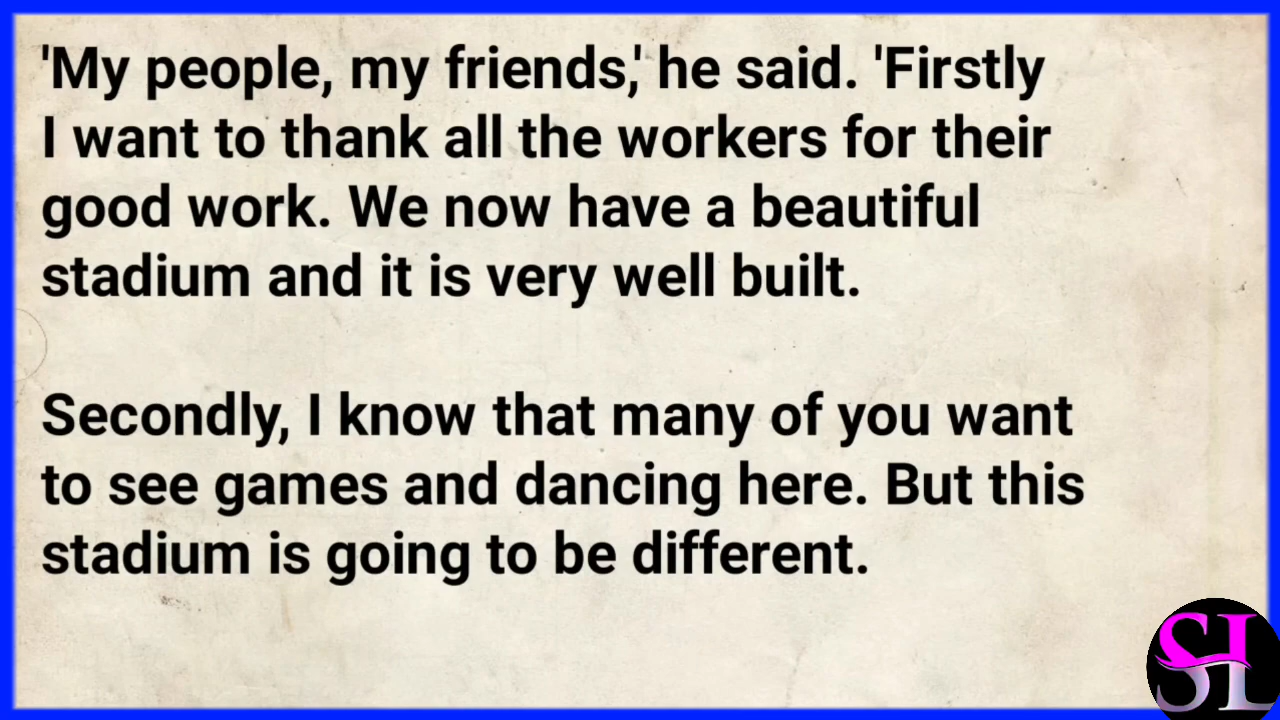 'My people, my friends,' he said. 'Firstly
I want to thank all the workers for their
good work. We now have a beautiful
stadium and it is very well built.
Secondly, I know that many of you want
to see games and dancing here. But this
stadium is going to be different.
SL